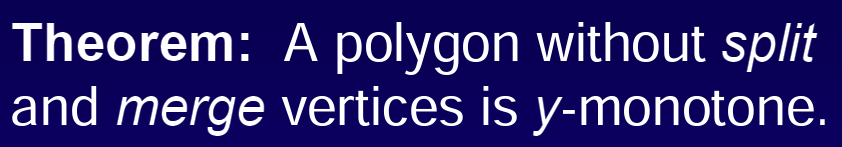 Theorem: A polygon without split
and merge vertices is y-monotone.